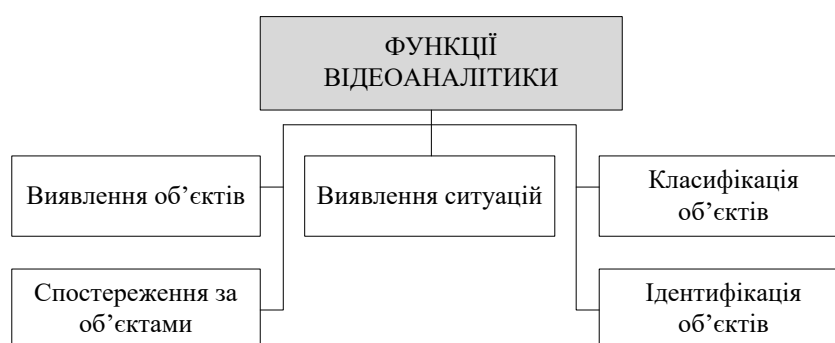 ФУНКЦІЇ
ВІДЕОАНАЛІТИКИ
Виявлення об’єктів
Виявлення ситуацій
Класифікація
об’єктів
Спостереження за
об’єктами
Ідентифікація
об’єктів